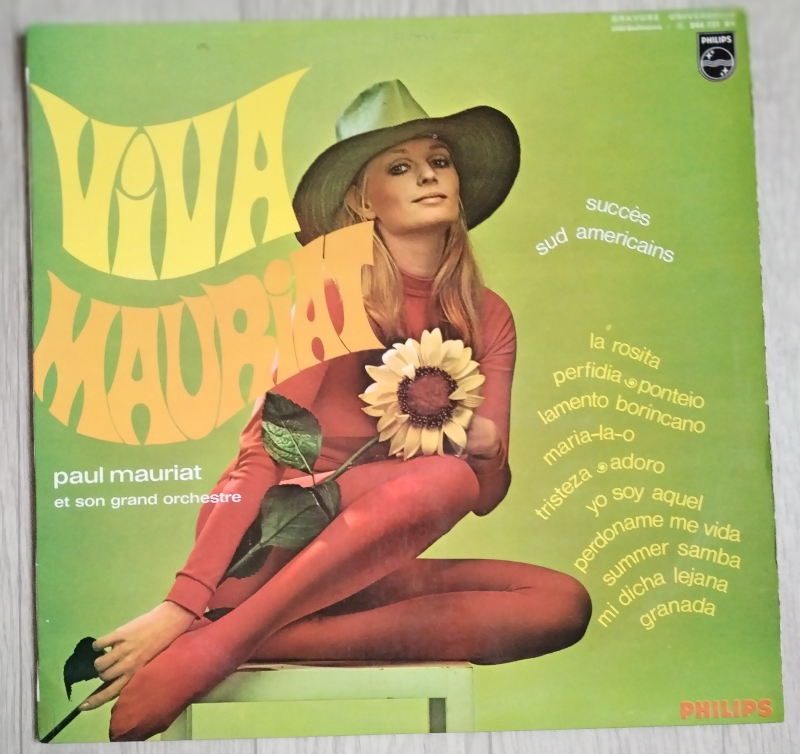 GRAVURE UNIVERSELLE
PHILIPS
ViVA
MAURiAT
succès
sud americains
la rosita
perfidia ponteio
lamento borincano
maria-la-o
tristeza adoro
yo soy aquel
perdoname me vida
summer samba
mi dicha lejana
granada
paul mauriat
et son grand orchestre
PHILIPS